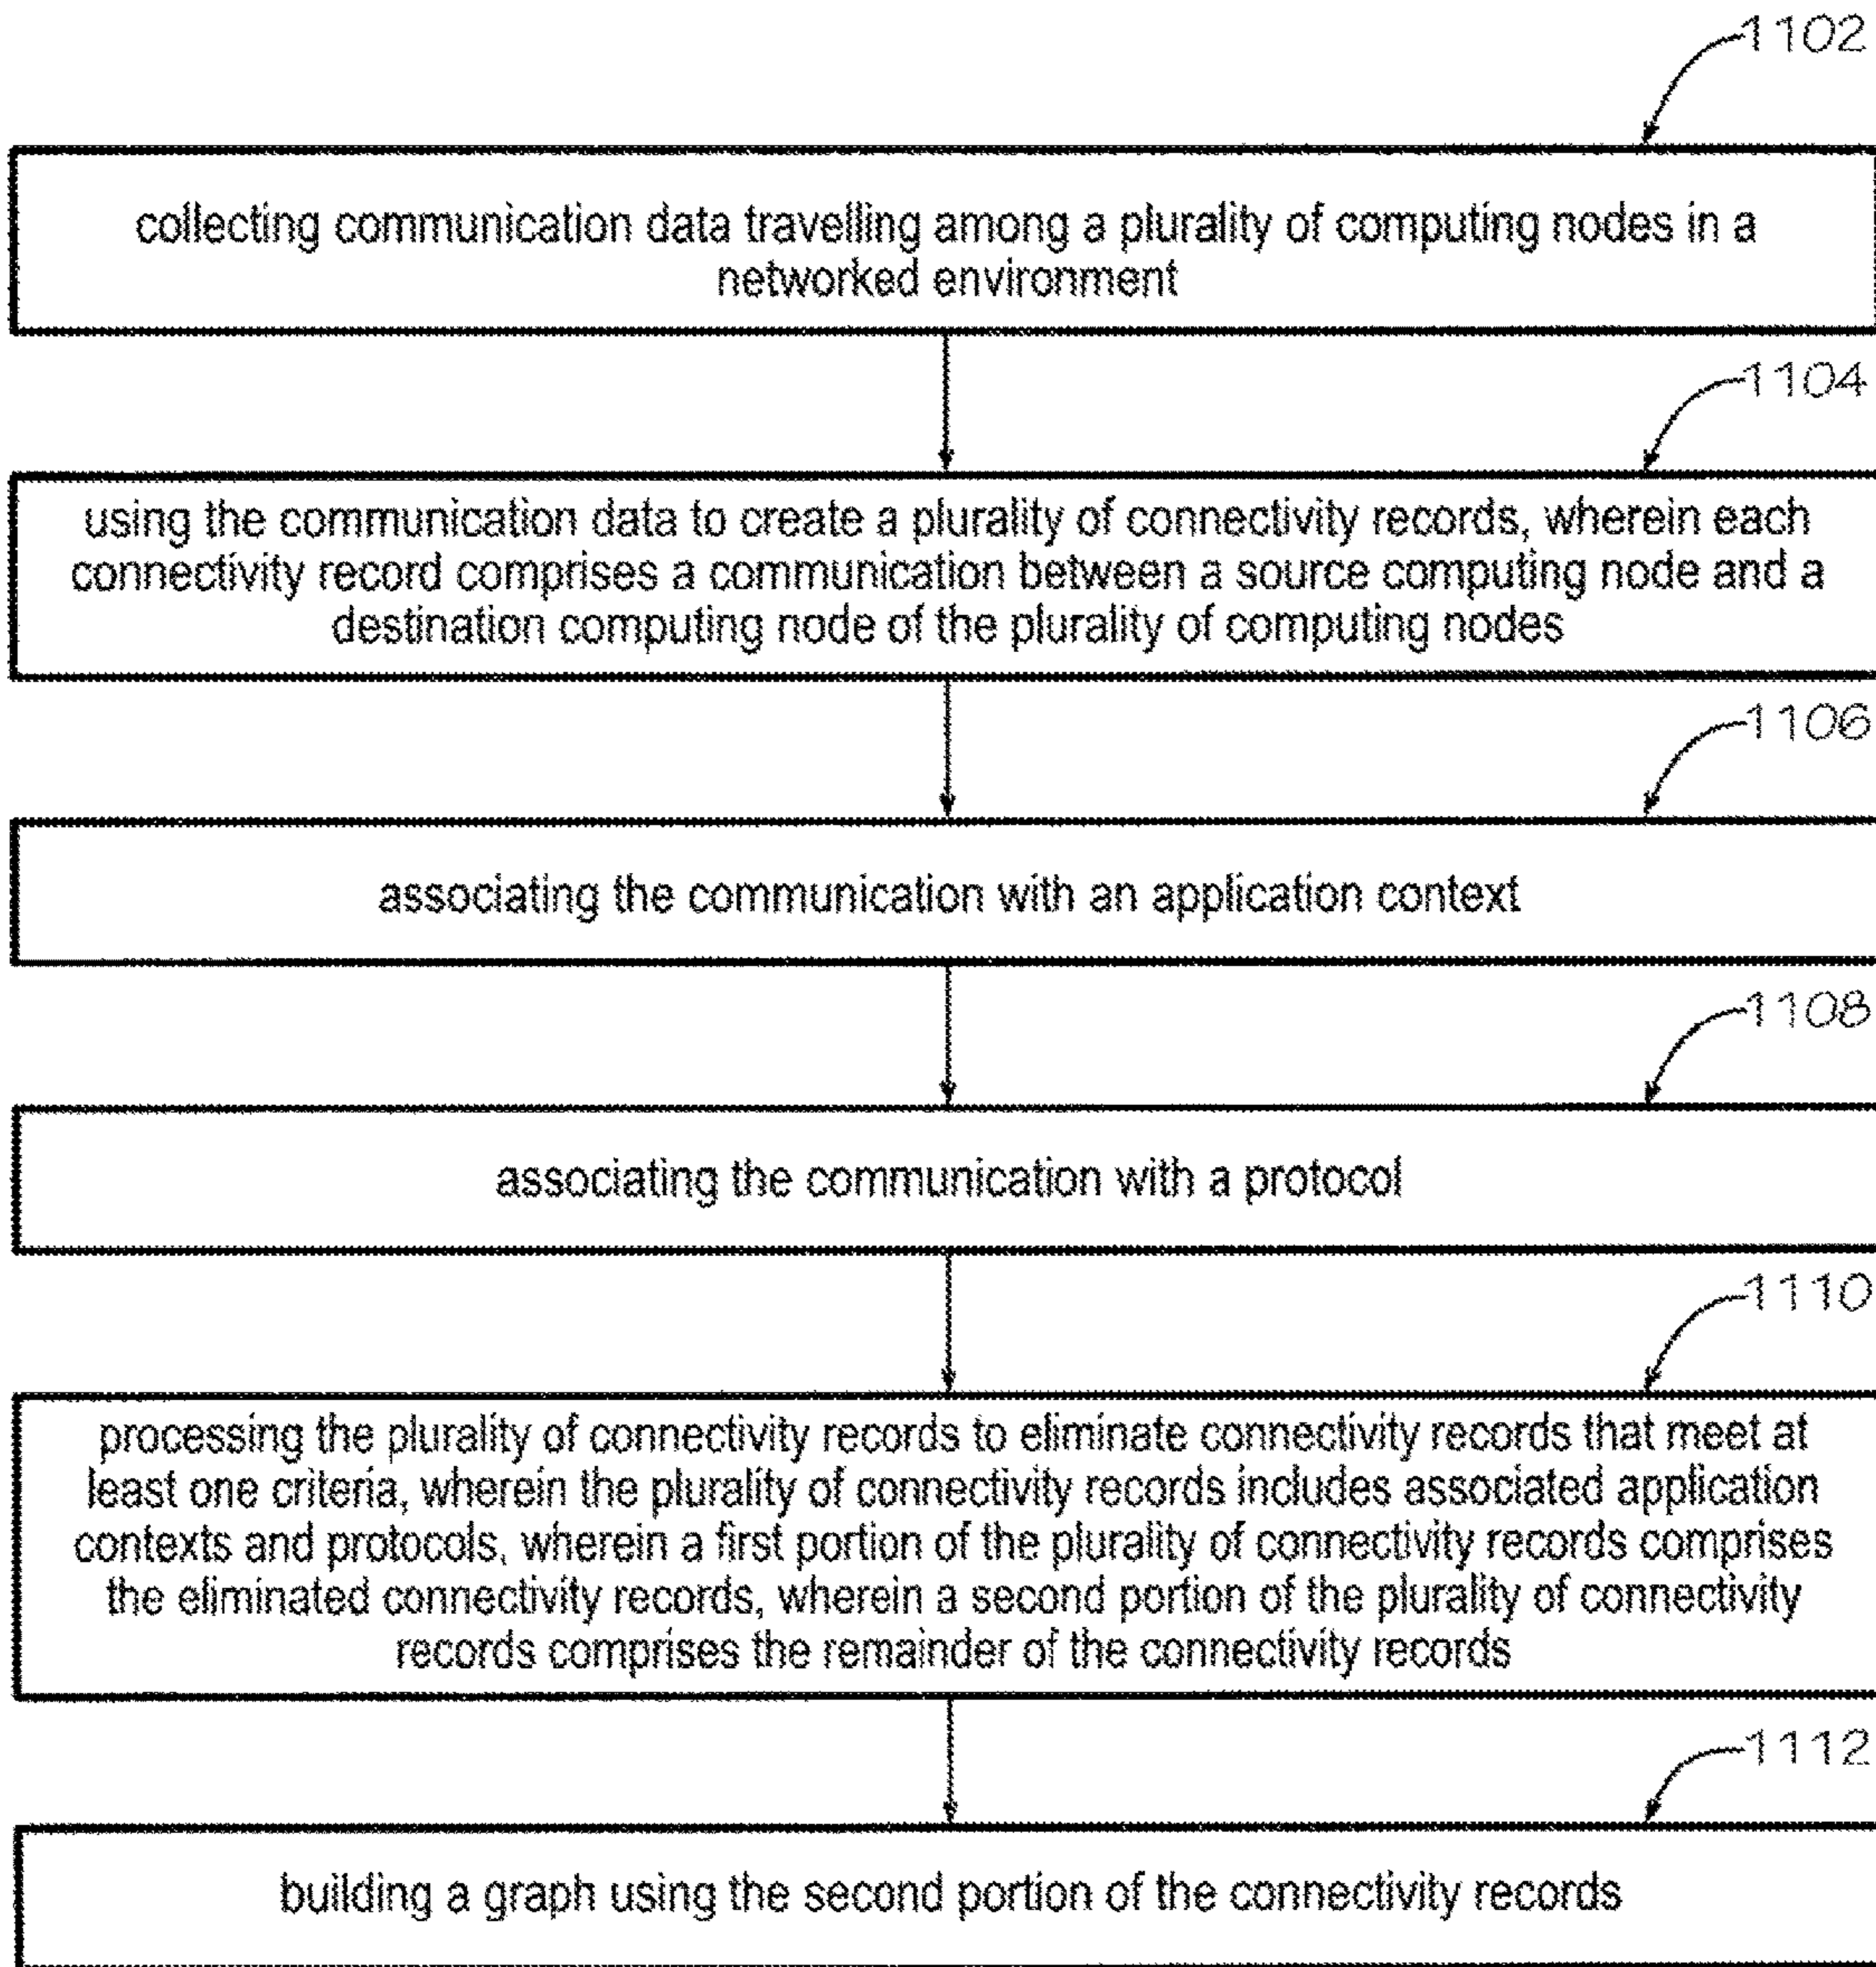 1102
collecting communication data travelling among a plurality of computing nodes in a
networked environment
1104
using the communication data to create a plurality of connectivity records, wherein each
connectivity record comprises a communication between a source computing node and a
destination computing node of the plurality of computing nodes
1106
associating the communication with an application context
1108
associating the communication with a protocol
1110
processing the plurality of connectivity records to eliminate connectivity records that meet at
least one criteria, wherein the plurality of connectivity records includes associated application
contexts and protocols, wherein a first portion of the plurality of connectivity records comprises
the eliminated connectivity records, wherein a second portion of the plurality of connectivity
records comprises the remainder of the connectivity records
1112
building a graph using the second portion of the connectivity records